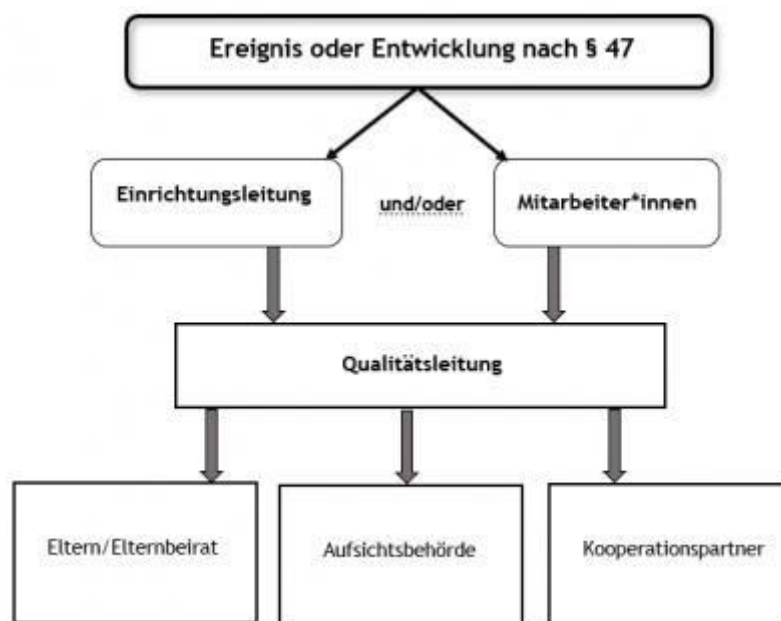 Ereignis oder Entwicklung nach § 47
Einrichtungsleitung
und/oder
Mitarbeiter*innen
Qualitätsleitung
Eltern/Elternbeirat
Aufsichtsbehörde
Kooperationspartner